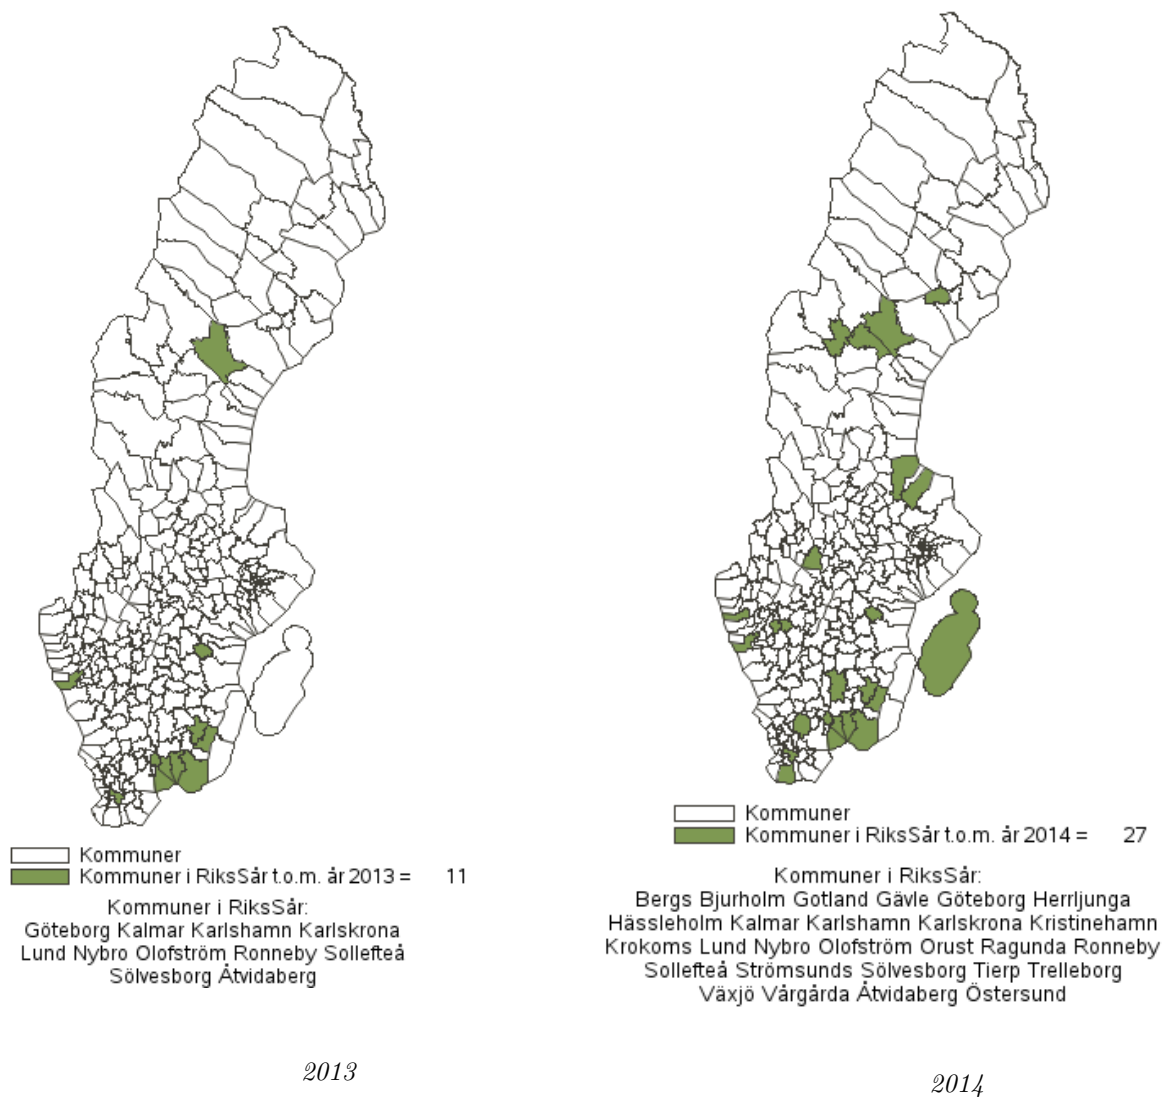 Kommuner
Kommuner i RiksSår t.o.m. år 2013 = 11
Kommuner i RiksSår:
Göteborg Kalmar Karlshamn Karlskrona
Lund Nybro Olofström Ronneby Sollefteå
Sölvesborg Åtvidaberg
2013
Kommuner
Kommuner i RiksSår t.o.m. år 2014 = 27
Kommuner i RiksSår:
Bergs Bjurholm Gotland Gävle Göteborg Herrljunga
Hässleholm Kalmar Karlshamn Karlskrona Kristinehamn
Krokoms Lund Nybro Olofström Orust Ragunda Ronneby
Sollefteå Strömsunds Sölvesborg Tierp Trelleborg
Växjö Vårgårda Åtvidaberg Östersund
2014